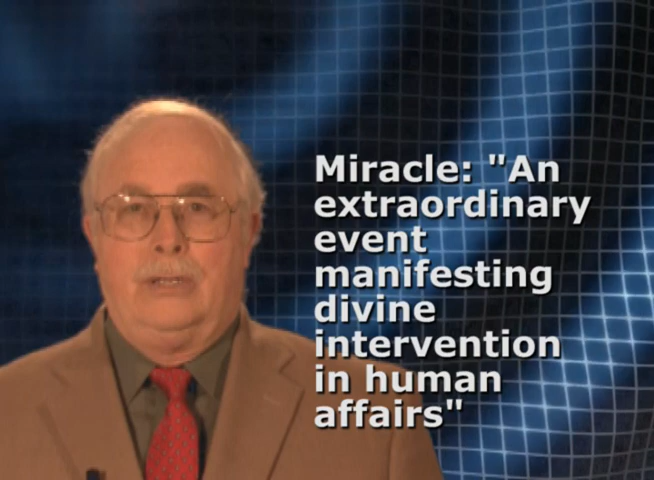 Miracle: "An
extraordinary
event
manifesting
divine
intervention
in human
affairs"